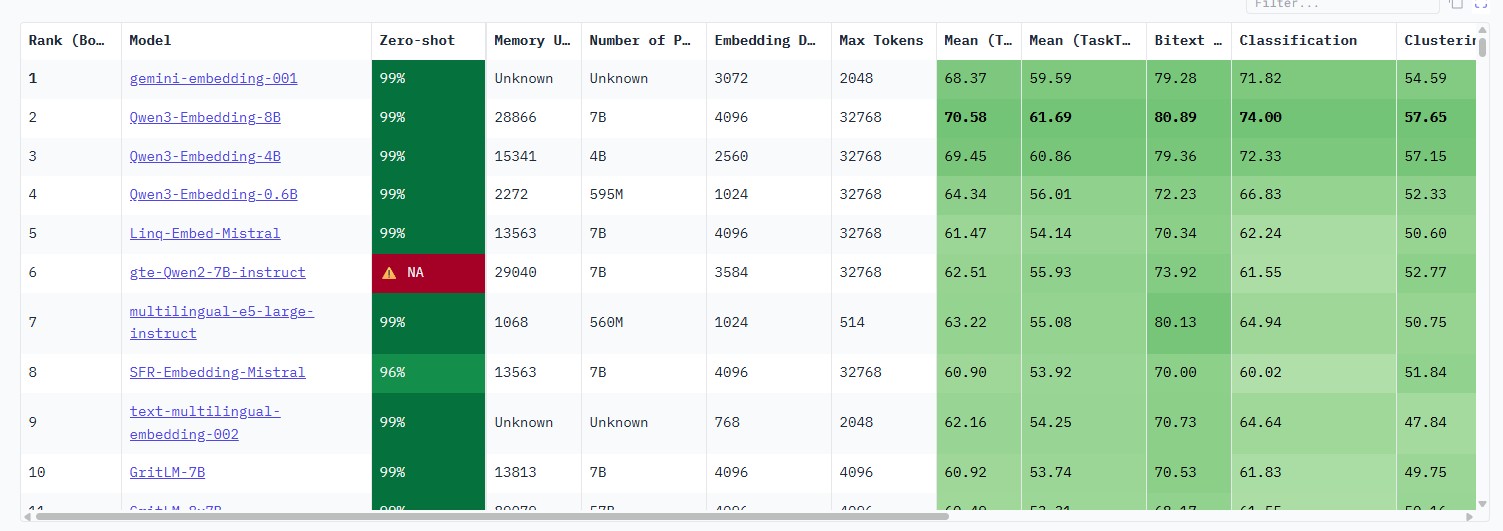 Filter...
Rank (Bo… Model Zero-shot Memory U… Number of P… Embedding D… Max Tokens Mean (T… Mean (TaskT… Bitext … Classification Clusterin
1 gemini-embedding-001 99% Unknown Unknown 3072 2048 68.37 59.59 79.28 71.82 54.59
2 Qwen3-Embedding-8B 99% 28866 7B 4096 32768 70.58 61.69 80.89 74.00 57.65
3 Qwen3-Embedding-4B 99% 15341 4B 2560 32768 69.45 60.86 79.36 72.33 57.15
4 Qwen3-Embedding-0.6B 99% 2272 595M 1024 32768 64.34 56.01 72.23 66.83 52.33
5 Linq-Embed-Mistral 99% 13563 7B 4096 32768 61.47 54.14 70.34 62.24 50.60
6 gte-Qwen2-7B-instruct NA 29040 7B 3584 32768 62.51 55.93 73.92 61.55 52.77
multilingual-e5-large-
7 instruct 99% 1068 560M 1024 514 63.22 55.08 80.13 64.94 50.75
8 SFR-Embedding-Mistral 96% 13563 7B 4096 32768 60.90 53.92 70.00 60.02 51.84
text-multilingual-
9 embedding-002 99% Unknown Unknown 768 2048 62.16 54.25 70.73 64.64 47.84
10 GritLM-7B 99% 13813 7B 4096 4096 60.92 53.74 70.53 61.83 49.75
11 GritLM-8x7B 99% 57B 4096 4096